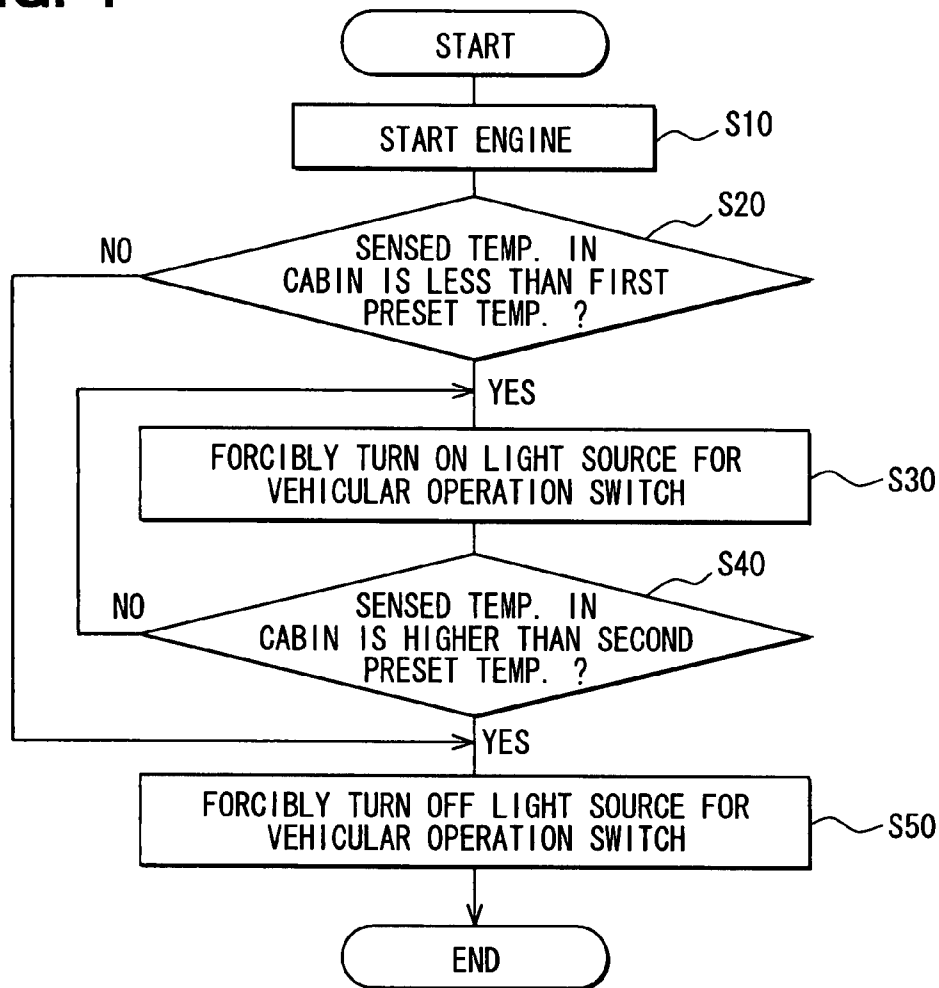 START
START ENGINE
S10
S20
NO
SENSED TEMP. IN
CABIN IS LESS THAN FIRST
PRESET TEMP. ?
YES
FORCIBLY TURN ON LIGHT SOURCE FOR
VEHICULAR OPERATION SWITCH
S30
S40
NO
SENSED TEMP. IN
CABIN IS HIGHER THAN SECOND
PRESET TEMP. ?
YES
FORCIBLY TURN OFF LIGHT SOURCE FOR
VEHICULAR OPERATION SWITCH
S50
END